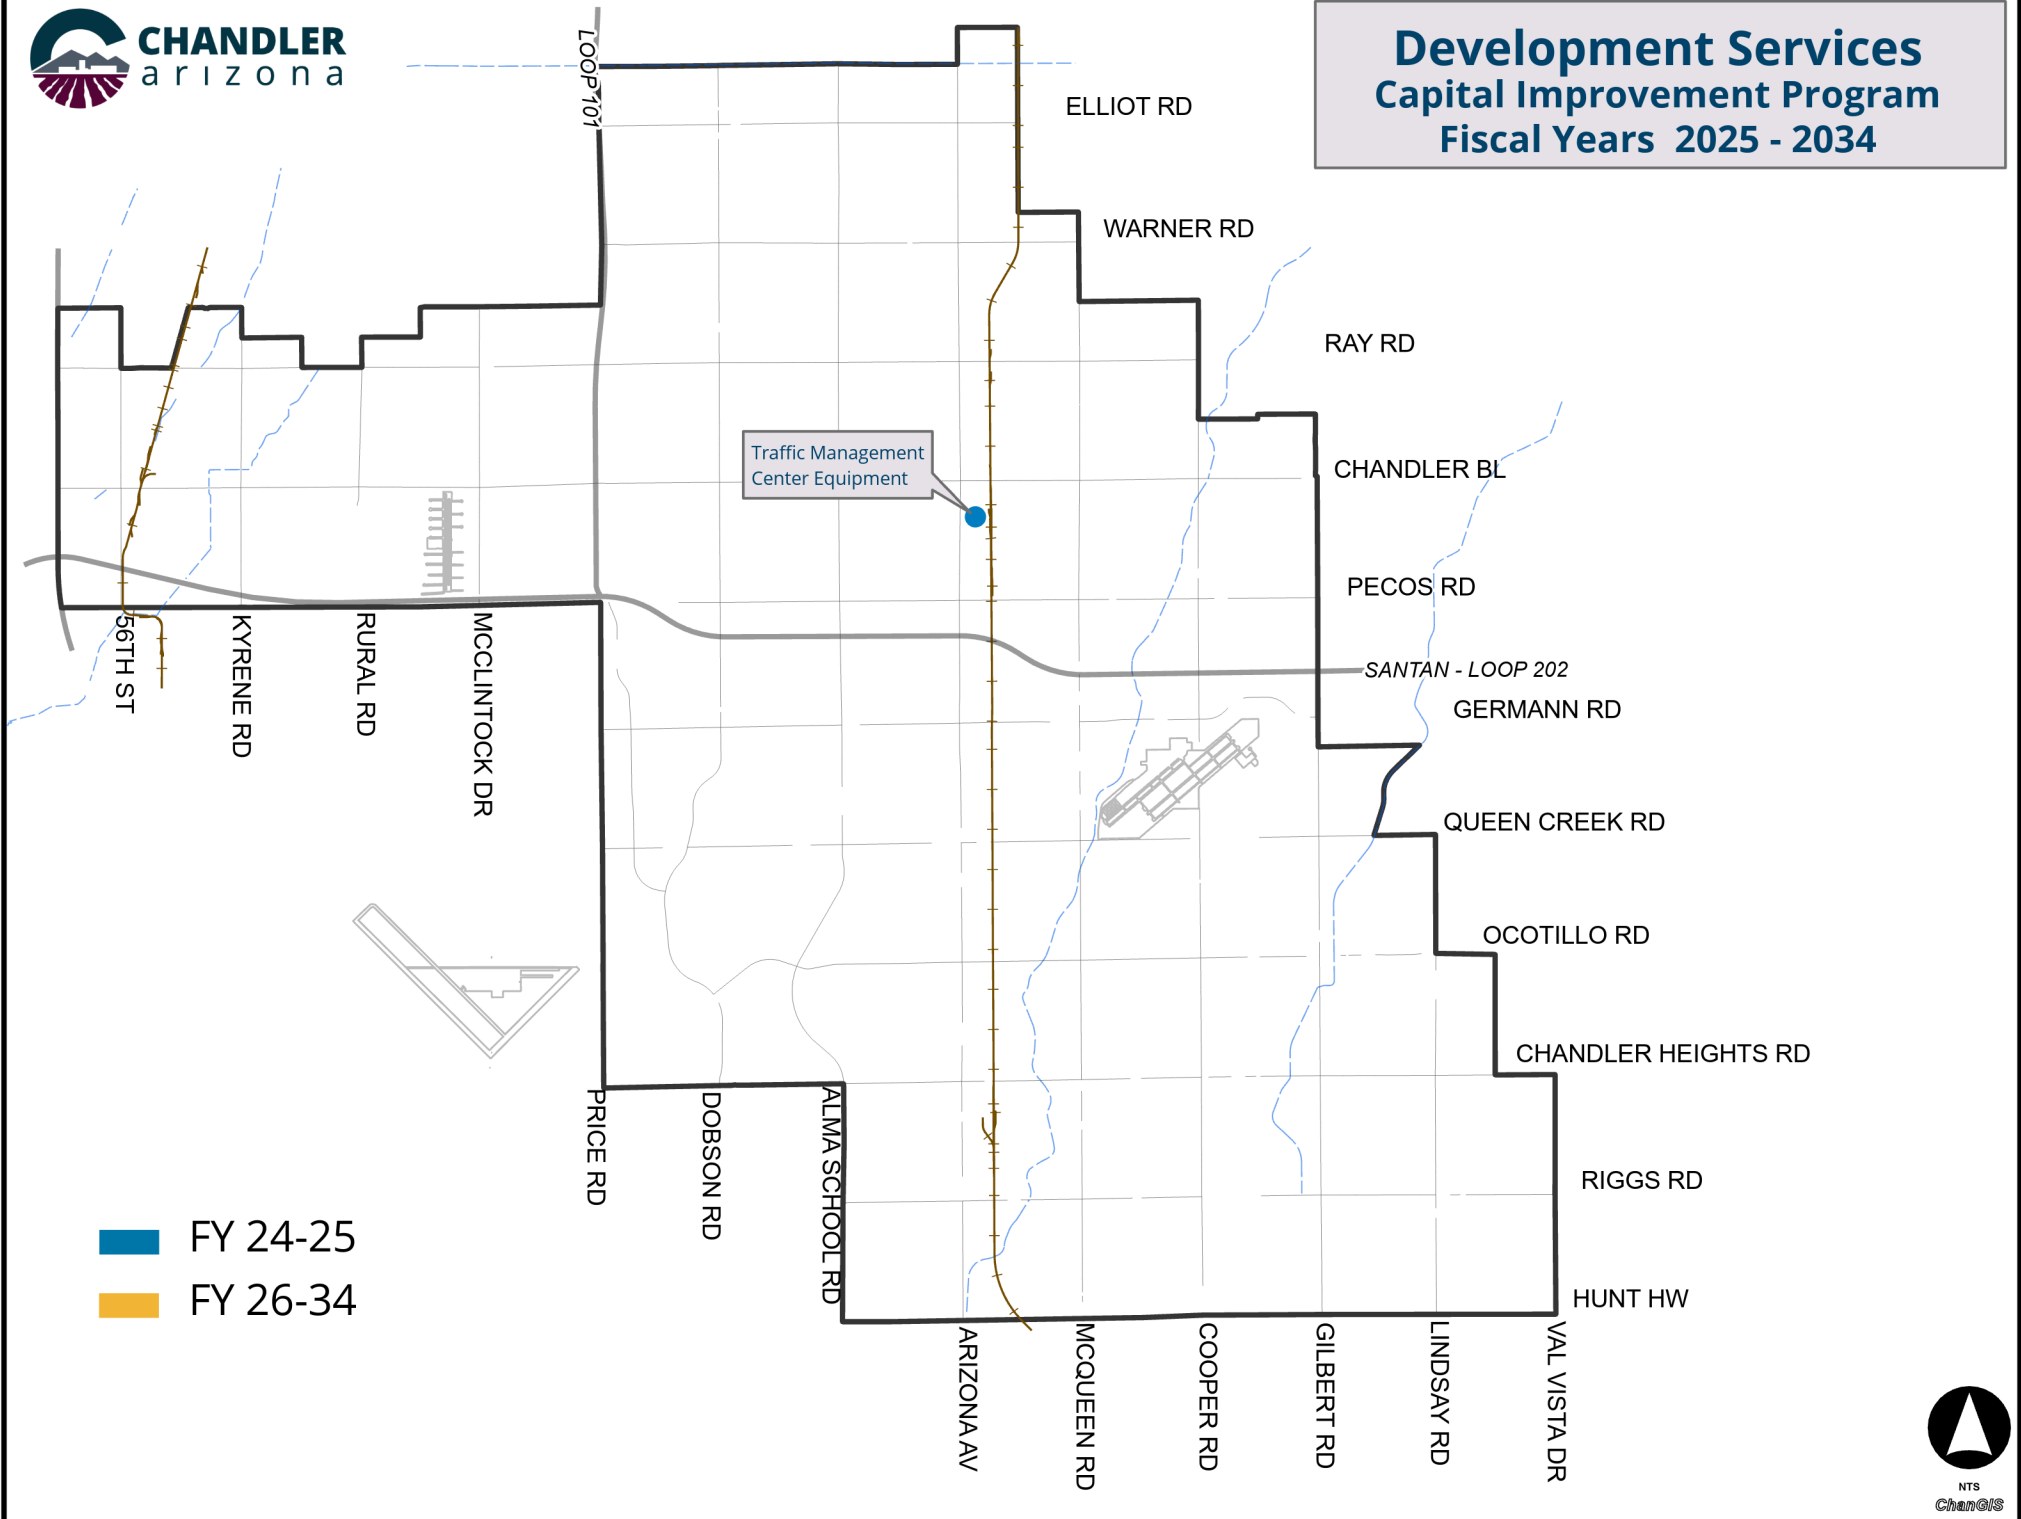 CHANDLER
arizona
Development Services
Capital Improvement Program
Fiscal Years 2025 - 2034
LOOP 101
ELLIOT RD
WARNER RD
RAY RD
CHANDLER BL
Traffic Management
Center Equipment
PECOS RD
SANTAN - LOOP 202
GERMANN RD
QUEEN CREEK RD
OCOTILLO RD
CHANDLER HEIGHTS RD
RIGGS RD
HUNT HW
56TH ST
KYRENE RD
RURAL RD
MCCLINTOCK DR
PRICE RD
DOBSON RD
ALMA SCHOOL RD
ARIZONA AV
MCQUEEN RD
COOPER RD
GILBERT RD
LINDSAY RD
VAL VISTA DR
FY 24-25
FY 26-34
NTS
ChanGIS